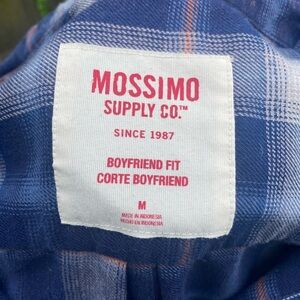 MOSSIMO
SUPPLY CO.™
SINCE 1987
BOYFRIEND FIT
CORTE BOYFRIEND
M
MADE IN INDONESIA
HECHO EN INDONESIA